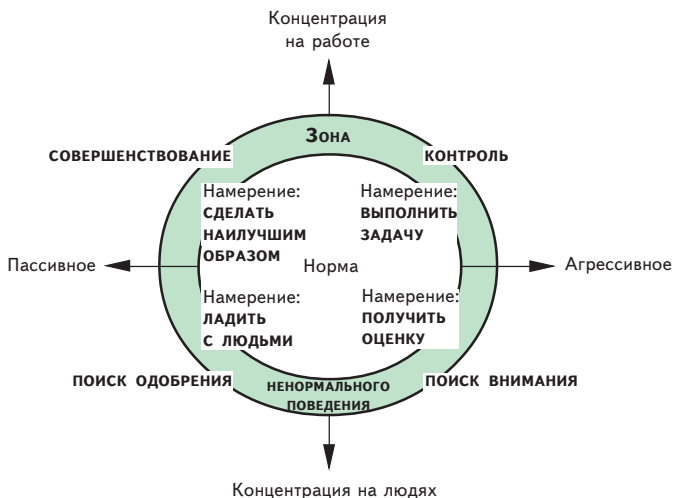 Концентрация
на работе
Зона
СОВЕРШЕНСТВОВАНИЕ
КОНТРОЛЬ
Намерение:
СДЕЛАТЬ
НАИЛУЧШИМ
ОБРАЗОМ
Намерение:
ВЫПОЛНИТЬ
ЗАДАЧУ
Пассивное
Норма
Агрессивное
Намерение:
ЛАДИТЬ
С ЛЮДЬМИ
Намерение:
ПОЛУЧИТЬ
ОЦЕНКУ
ПОИСК ОДОБРЕНИЯ
НЕНОРМАЛЬНОГО
ПОВЕДЕНИЯ
ПОИСК ВНИМАНИЯ
Концентрация на людях